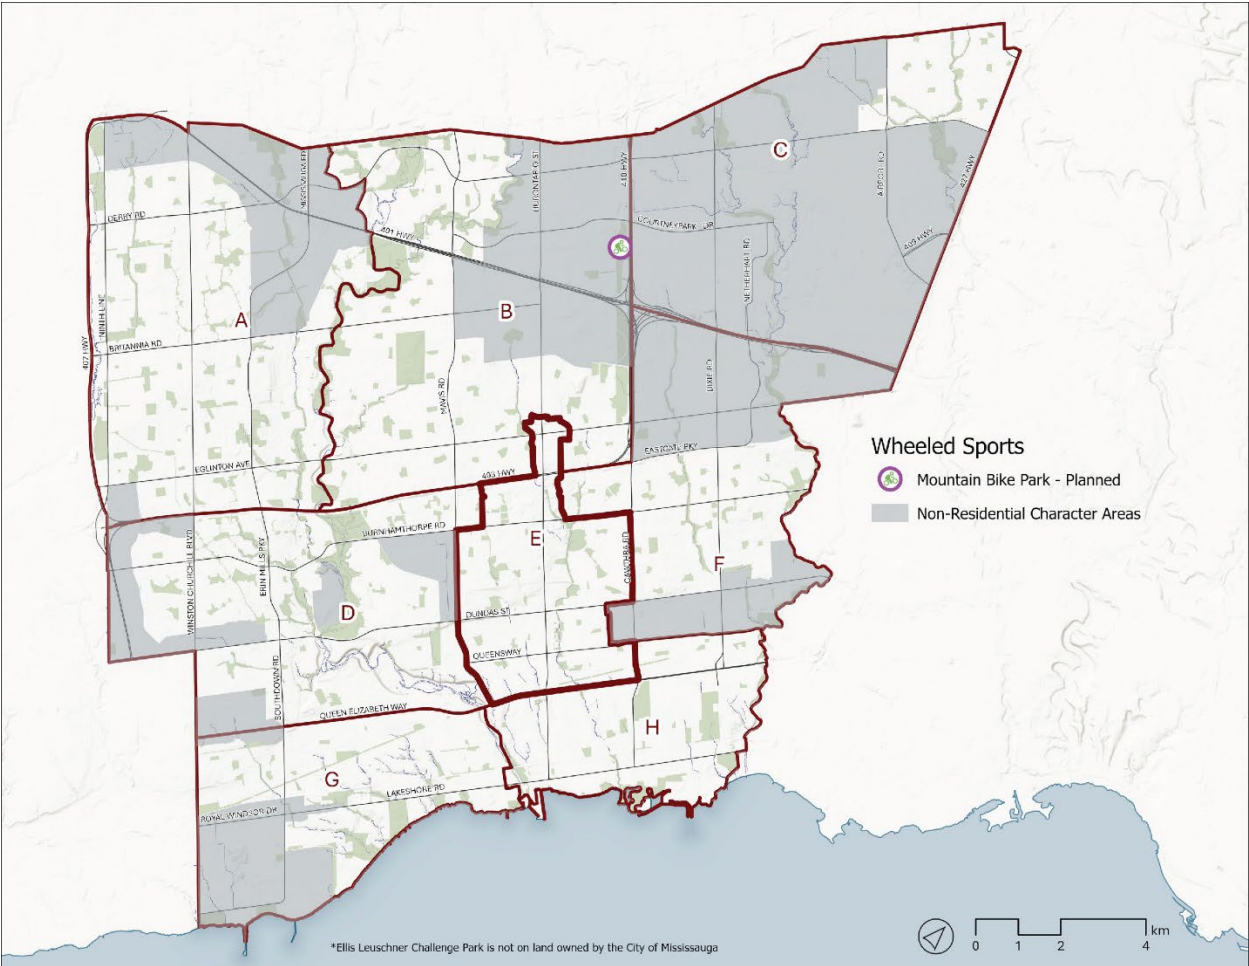 C
MISSISSAUGA RD
HURONTARIO ST
410 HWY
AIRPORT RD
427 HWY
DERRY RD
401 HWY
COURTNEYPARK DR
409 HWY
NINTH LINE
A
B
407 HWY
BRITANNIA RD
MAVIS RD
DIXIE RD
Wheeled Sports
EGLINTON AVE
403 HWY
EASTGATE PKY
Mountain Bike Park - Planned
Non-Residential Character Areas
BURNHAMTHORPE RD
E
WINSTON CHURCHILL BLVD
ERIN MILLS PKY
CAWTHRA RD
F
D
DUNDAS ST
QUEENSWAY
SOUTHDOWN RD
QUEEN ELIZABETH WAY
H
G
LAKESHORE RD
ROYAL WINDSOR DR
*Ellis Leuschner Challenge Park is not on land owned by the City of Mississauga
km
0 1 2 4